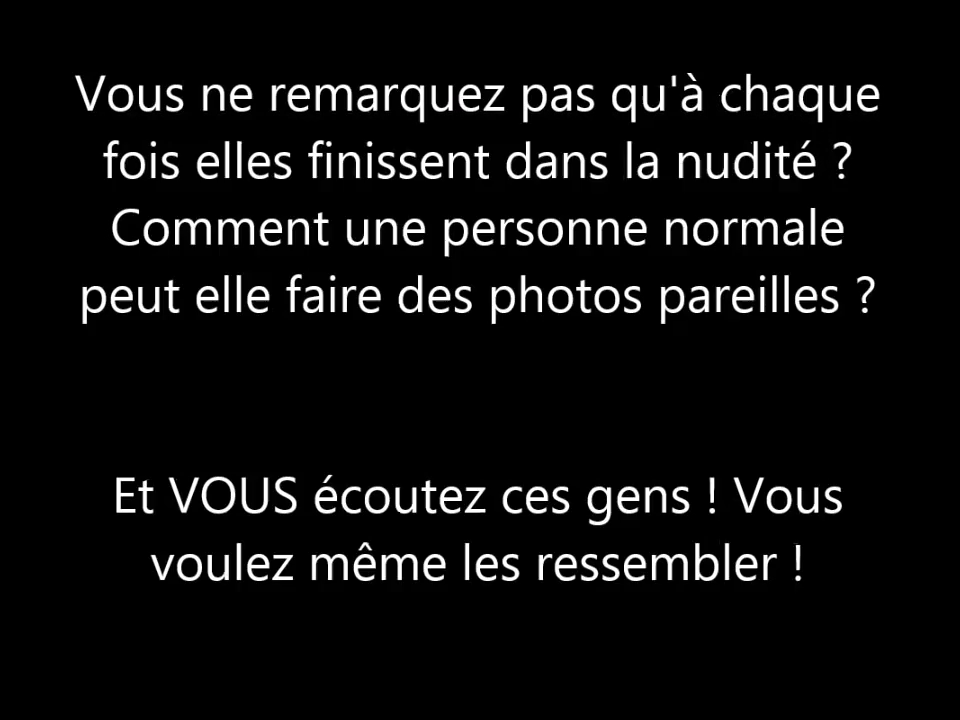 Vous ne remarquez pas qu'à chaque
fois elles finissent dans la nudité ?
Comment une personne normale
peut elle faire des photos pareilles ?
Et VOUS écoutez ces gens ! Vous
voulez même les ressembler !